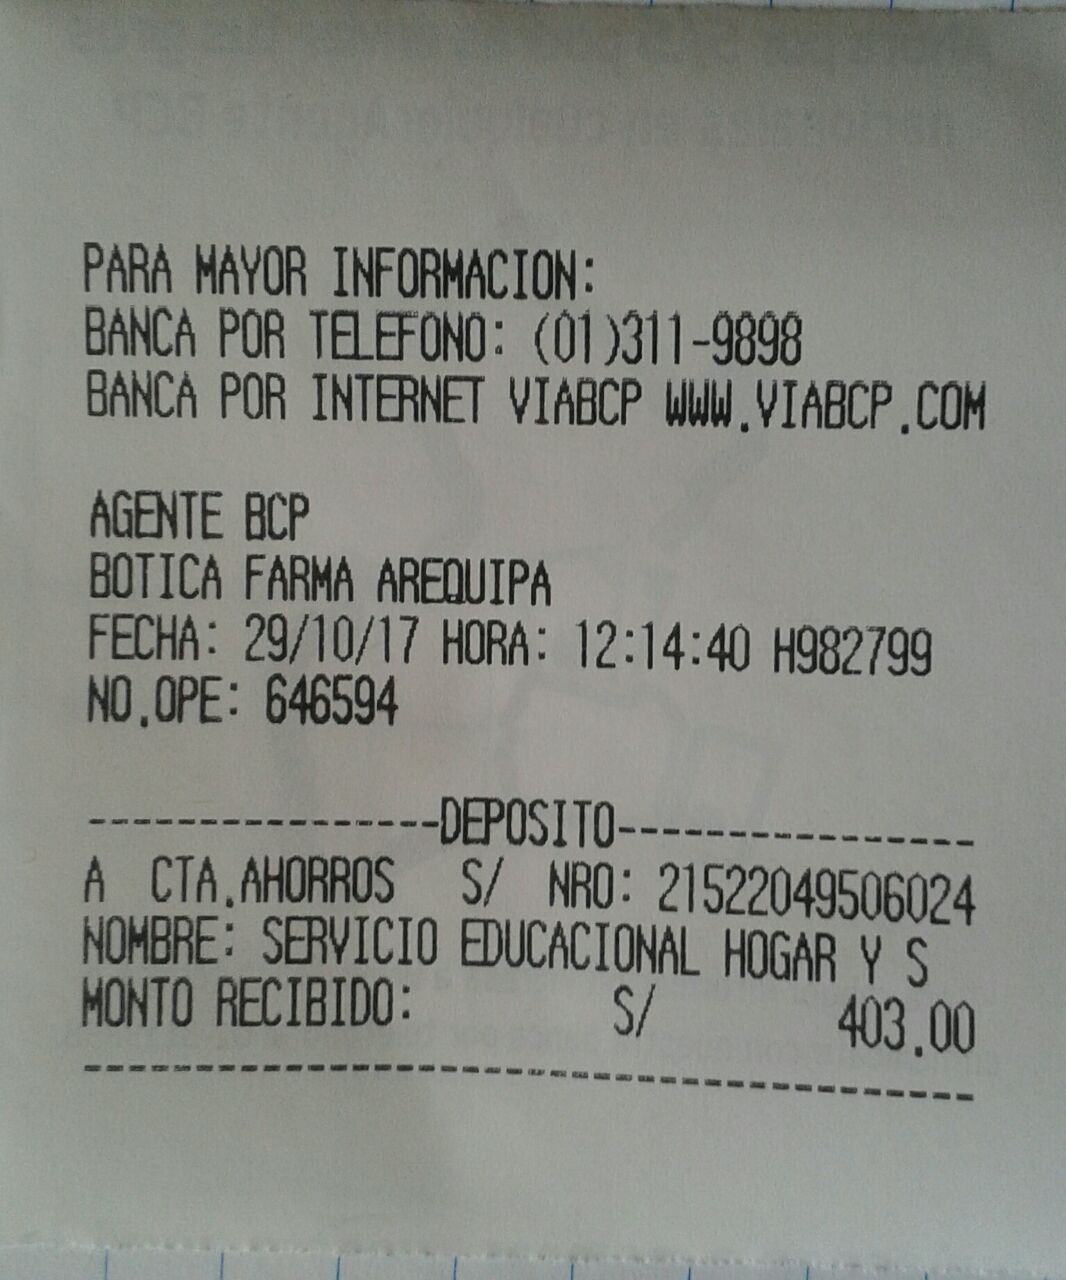 PARA MAYOR INFORMACION:
BANCA POR TELEFONO: (01)311-9898
BANCA POR INTERNET VIABCP WWW.VIABCP.COM
AGENTE BCP
BOTICA FARMA AREQUIPA
FECHA: 29/10/17 HORA: 12:14:40 H982799
NO.OPE: 646594
----------------DEPOSITO----------------
A CTA.AHORROS S/ NRO: 21522049506024
NOMBRE: SERVICIO EDUCACIONAL HOGAR Y S
MONTO RECIBIDO: S/ 403.00